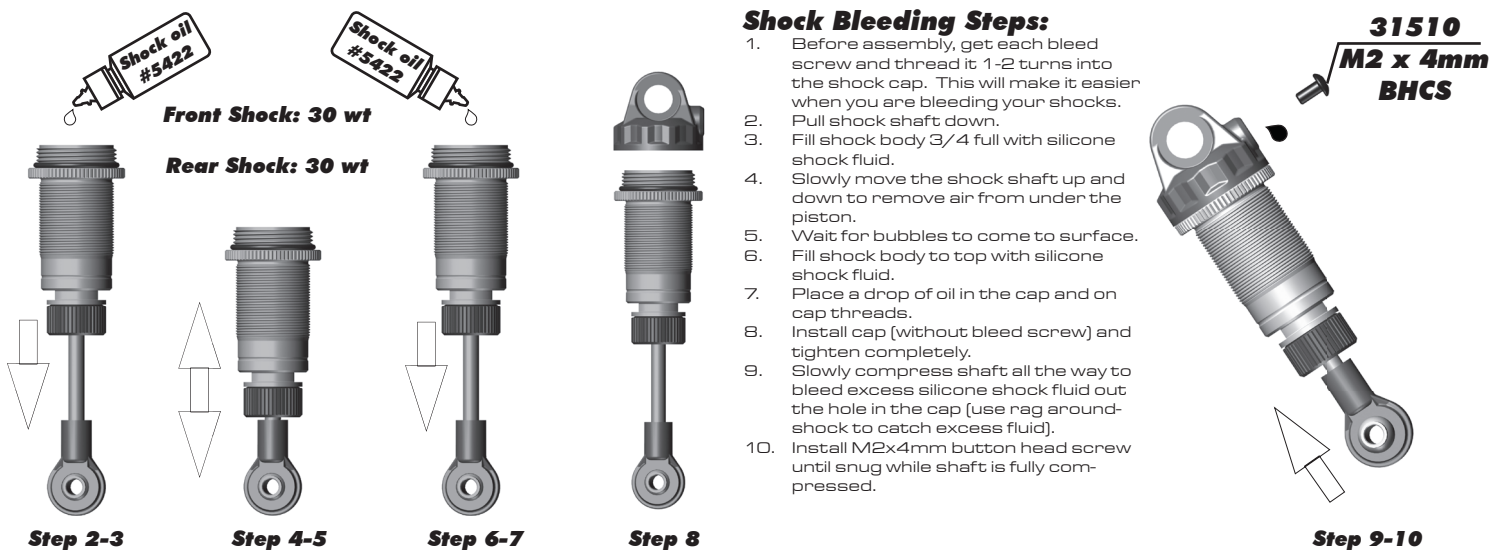 Shock oil
#5422
Shock oil
#5422
Front Shock: 30 wt
Rear Shock: 30 wt
Step 2-3
Step 4-5
Step 6-7
Step 8
Shock Bleeding Steps:
1. Before assembly, get each bleed
screw and thread it 1-2 turns into
the shock cap. This will make it easier
when you are bleeding your shocks.
2. Pull shock shaft down.
3. Fill shock body 3/4 full with silicone
shock fluid.
4. Slowly move the shock shaft up and
down to remove air from under the
piston.
5. Wait for bubbles to come to surface.
6. Fill shock body to top with silicone
shock fluid.
7. Place a drop of oil in the cap and on
cap threads.
8. Install cap (without bleed screw) and
tighten completely.
9. Slowly compress shaft all the way to
bleed excess silicone shock fluid out
the hole in the cap (use rag around-
shock to catch excess fluid).
10. Install M2x4mm button head screw
until snug while shaft is fully com-
pressed.
31510
M2 x 4mm
BHCS
Step 9-10